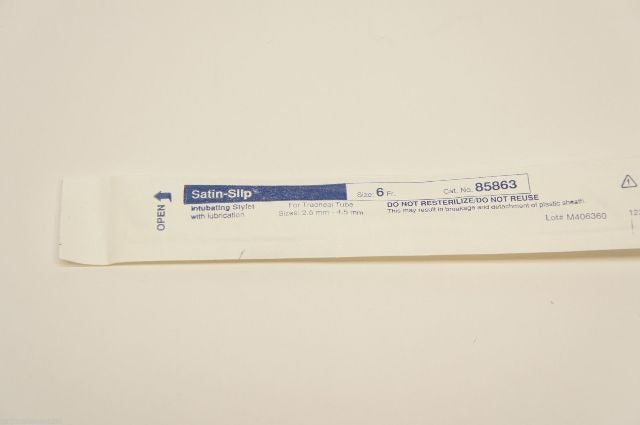 OPEN
Satin-Slip™
Size: 6 Fr.
Cat. No. 85863
Intubating Stylet
with lubrication
For Tracheal Tube
Sizes: 2.5 mm - 4.5 mm
DO NOT RESTERILIZE/DO NOT REUSE
This may result in breakage and detachment of plastic sheath.
Lot# M406360